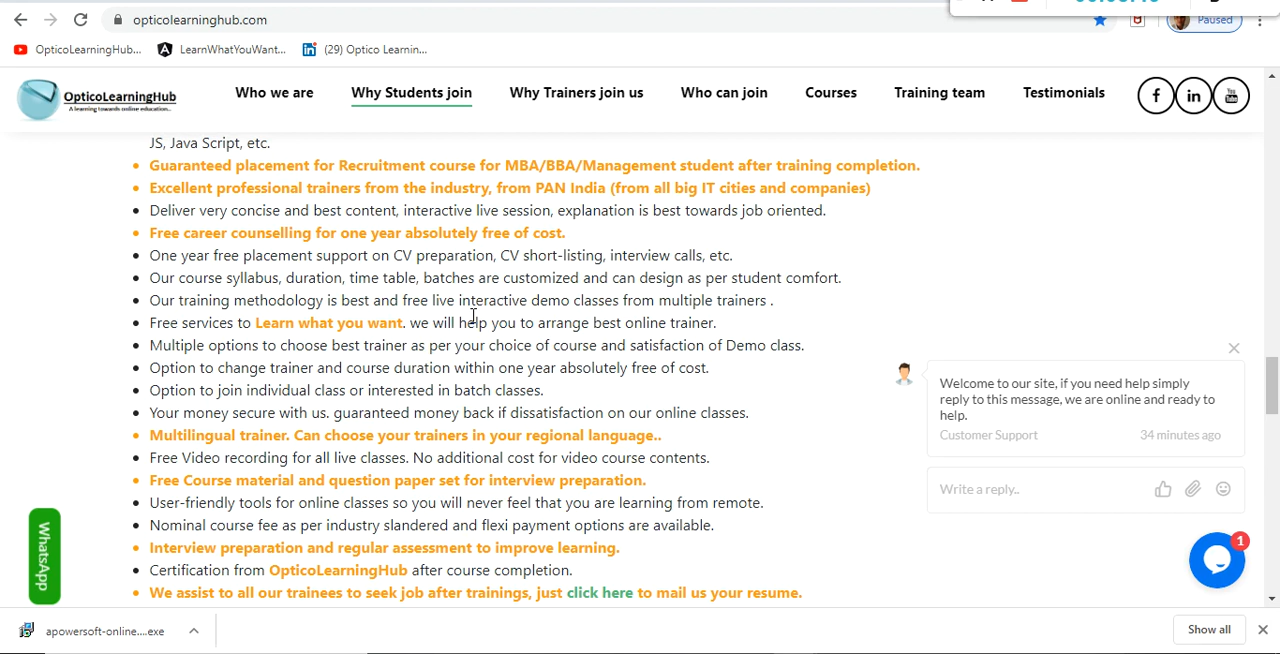 opticolearninghub.com
Paused
OpticoLearningHub...
LearnWhatYouWant...
(29) Optico Learnin...
OpticoLearningHub
A learning towards online education..
Who we are
Why Students join
Why Trainers join us
Who can join
Courses
Training team
Testimonials
JS, Java Script, etc.
Guaranteed placement for Recruitment course for MBA/BBA/Management student after training completion.
Excellent professional trainers from the industry, from PAN India (from all big IT cities and companies)
Deliver very concise and best content, interactive live session, explanation is best towards job oriented.
Free career counselling for one year absolutely free of cost.
One year free placement support on CV preparation, CV short-listing, interview calls, etc.
Our course syllabus, duration, time table, batches are customized and can design as per student comfort.
Our training methodology is best and free live interactive demo classes from multiple trainers .
Free services to Learn what you want. we will help you to arrange best online trainer.
Multiple options to choose best trainer as per your choice of course and satisfaction of Demo class.
Option to change trainer and course duration within one year absolutely free of cost.
Option to join individual class or interested in batch classes.
Your money secure with us. guaranteed money back if dissatisfaction on our online classes.
Multilingual trainer. Can choose your trainers in your regional language..
Free Video recording for all live classes. No additional cost for video course contents.
Free Course material and question paper set for interview preparation.
User-friendly tools for online classes so you will never feel that you are learning from remote.
Nominal course fee as per industry slandered and flexi payment options are available.
Interview preparation and regular assessment to improve learning.
Certification from OpticoLearningHub after course completion.
We assist to all our trainees to seek job after trainings, just click here to mail us your resume.
Welcome to our site, if you need help simply
reply to this message, we are online and ready to
help.
Customer Support 34 minutes ago
Write a reply..
1
WhatsApp
You Tube
apowersoft-online....exe
Show all